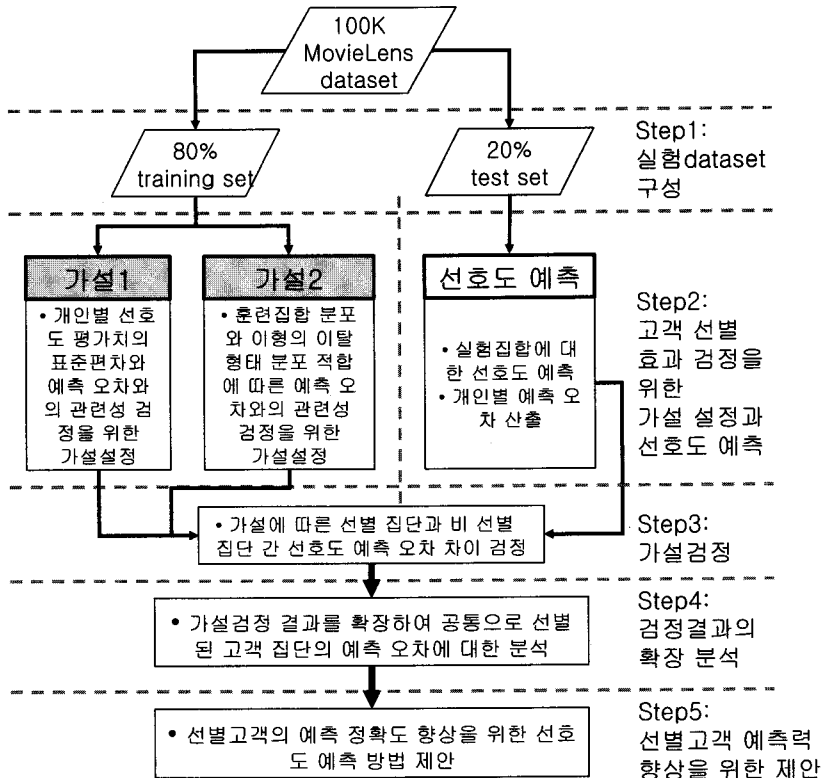 100K
MovieLens
dataset
80%
training set
20%
test set
Step1:
실험dataset
구성
가설1
• 개인별 선호
도 평가치의
표준편차와
예측 오차와
의 관련성 검
정을 위한
가설설정
가설2
• 훈련집합 분포
와 이형의 이탈
형태 분포 적합
에 따른 예측 오
차와의 관련성
검정을 위한
가설설정
선호도 예측
• 실험집합에 대
한 선호도 예측
• 개인별 예측 오
차 산출
Step2:
고객 선별
효과 검정을
위한
가설 설정과
선호도 예측
• 가설에 따른 선별 집단과 비 선별
집단 간 선호도 예측 오차 차이 검정
Step3:
가설검정
• 가설검정 결과를 확장하여 공통으로 선별
된 고객 집단의 예측 오차에 대한 분석
Step4:
검정결과의
확장 분석
• 선별고객의 예측 정확도 향상을 위한 선호
도 예측 방법 제안
Step5:
선별고객 예측력
향상을 위한 제안